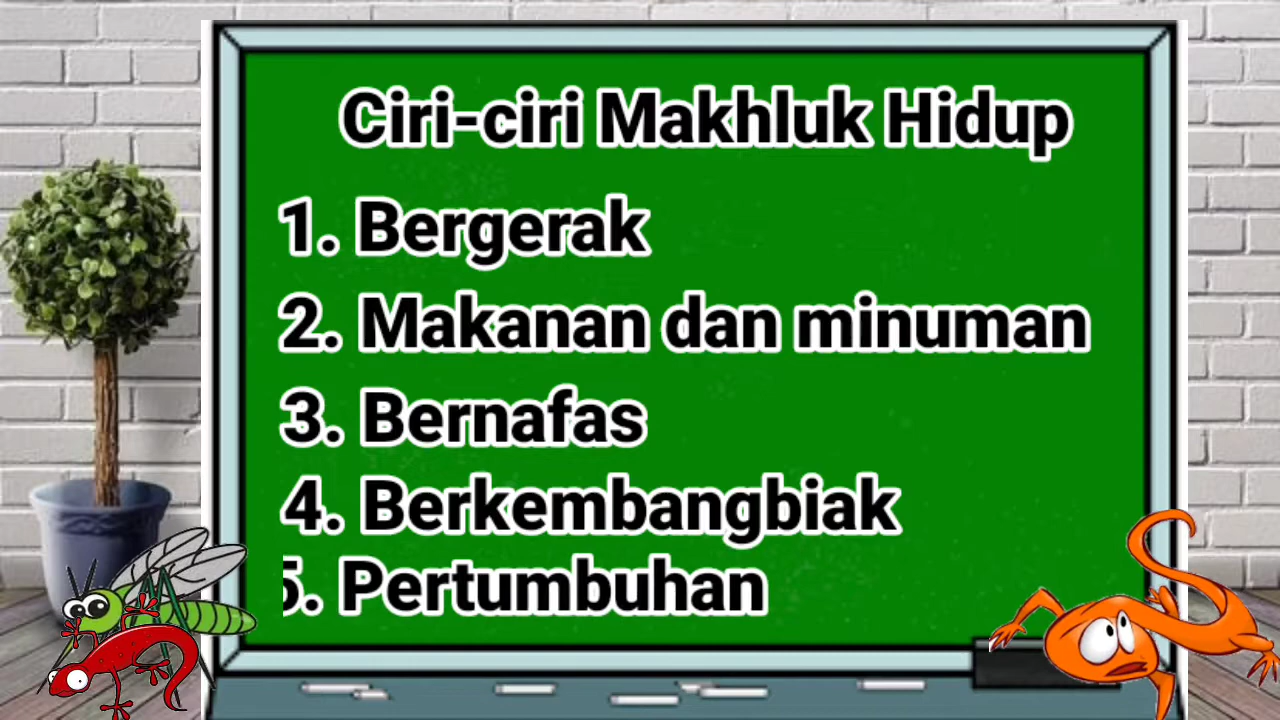 Ciri-ciri Makhluk Hidup
1. Bergerak
2. Makanan dan minuman
3. Bernafas
4. Berkembangbiak
5. Pertumbuhan